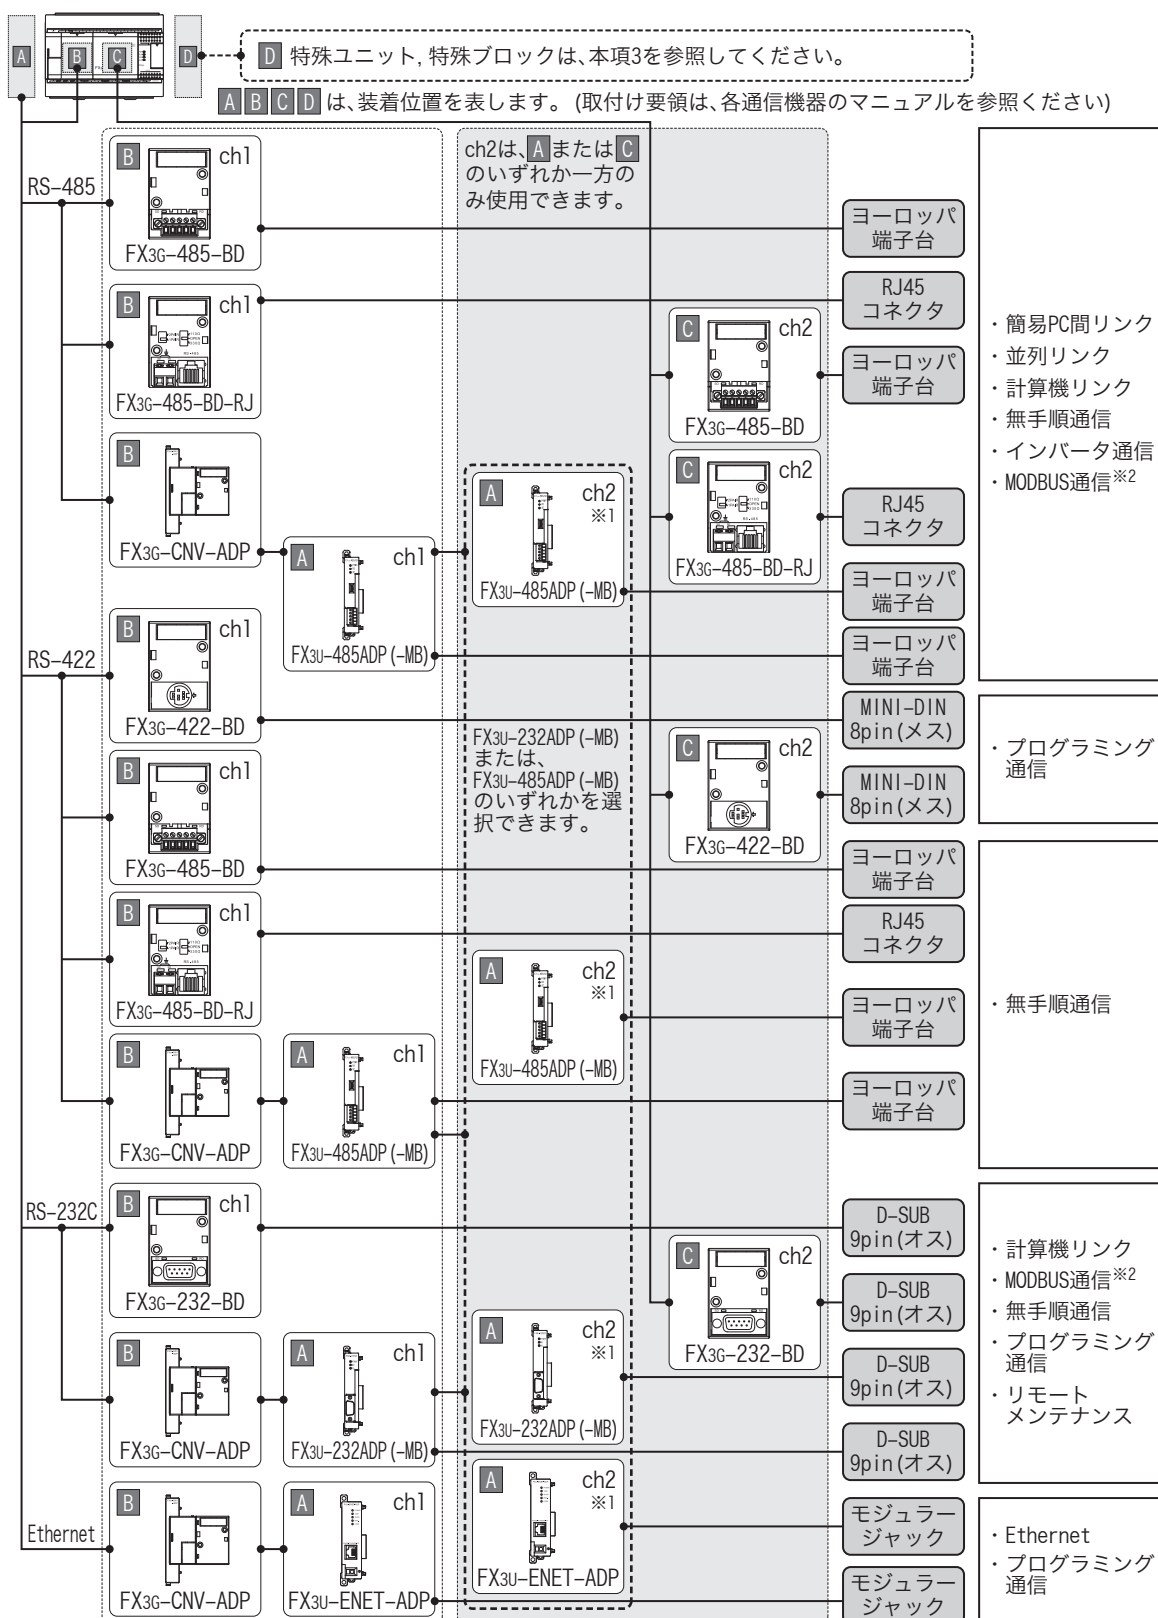 A
B
C
D
D 特殊ユニット, 特殊ブロックは、本項3を参照してください。
A B C D は、装着位置を表します。 (取付け要領は、各通信機器のマニュアルを参照ください)
RS-485
B ch1
FX3G-485-BD
B ch1
FX3G-485-BD-RJ
B
FX3G-CNV-ADP
A ch1
FX3U-485ADP(-MB)
RS-422
B ch1
FX3G-422-BD
B ch1
FX3G-485-BD
B ch1
FX3G-485-BD-RJ
B
FX3G-CNV-ADP
A ch1
FX3U-485ADP(-MB)
RS-232C
B ch1
FX3G-232-BD
B
FX3G-CNV-ADP
A ch1
FX3U-232ADP(-MB)
Ethernet
B
FX3G-CNV-ADP
A ch1
FX3U-ENET-ADP
ch2は、AまたはC
のいずれか一方の
み使用できます。
A ch2
※1
FX3U-485ADP(-MB)
FX3U-232ADP(-MB)
または、
FX3U-485ADP(-MB)
のいずれかを選
択できます。
A ch2
※1
FX3U-485ADP(-MB)
A ch2
※1
FX3U-232ADP(-MB)
A ch2
※1
FX3U-ENET-ADP
C ch2
FX3G-485-BD
C ch2
FX3G-485-BD-RJ
C ch2
FX3G-422-BD
C ch2
FX3G-232-BD
ヨーロッパ
端子台
RJ45
コネクタ
ヨーロッパ
端子台
RJ45
コネクタ
ヨーロッパ
端子台
ヨーロッパ
端子台
MINI-DIN
8pin(メス)
MINI-DIN
8pin(メス)
ヨーロッパ
端子台
RJ45
コネクタ
ヨーロッパ
端子台
ヨーロッパ
端子台
D-SUB
9pin(オス)
D-SUB
9pin(オス)
D-SUB
9pin(オス)
D-SUB
9pin(オス)
モジュラー
ジャック
モジュラー
ジャック
・簡易PC間リンク
・並列リンク
・計算機リンク
・無手順通信
・インバータ通信
・MODBUS通信※2
・プログラミング
通信
・無手順通信
・計算機リンク
・MODBUS通信※2
・無手順通信
・プログラミング
通信
・リモート
メンテナンス
・Ethernet
・プログラミング
通信